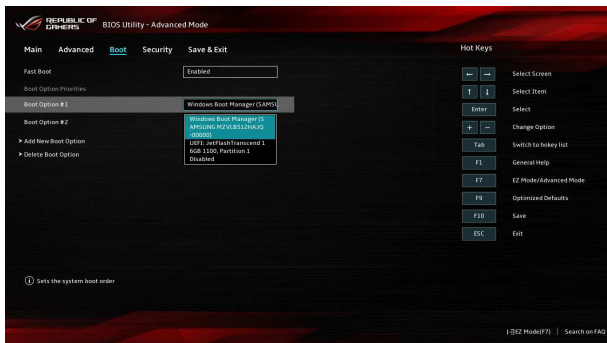 REPUBLIC OF
GAMERS
BIOS Utility - Advanced Mode
Main Advanced Boot Security Save & Exit
Hot Keys
Fast Boot Enabled
Boot Option Priorities
Boot Option #1 Windows Boot Manager (SAMSU
Boot Option #2
Windows Boot Manager (S
AMSUNG MZVLB512HAJQ
-00000)
UEFI: JetFlashTranscend 1
6GB 1100, Partition 1
Disabled
Add New Boot Option
Delete Boot Option
← → Select Screen
↑ ↓ Select Item
Enter Select
+ − Change Option
Tab Switch to hokey list
F1 General Help
F7 EZ Mode/Advanced Mode
F9 Optimized Defaults
F10 Save
ESC Exit
Sets the system boot order
EZ Mode(F7) | Search on FAQ